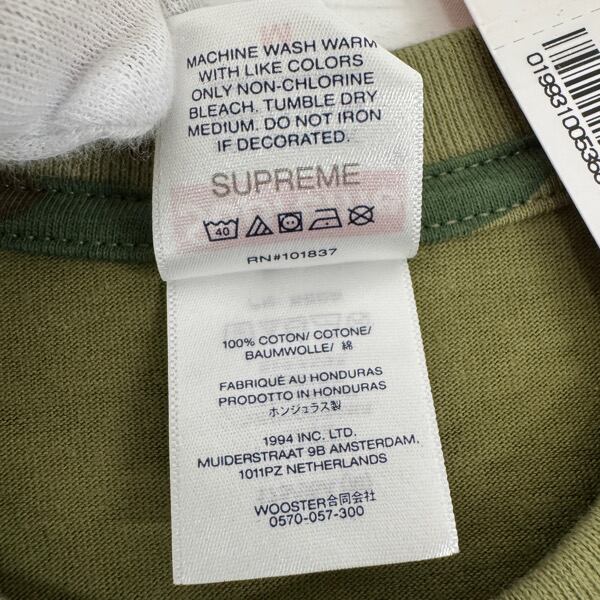 MACHINE WASH WARM
WITH LIKE COLORS
ONLY NON-CHLORINE
BLEACH. TUMBLE DRY
MEDIUM. DO NOT IRON
IF DECORATED.
SUPREME
40
RN#101837
100% COTON/ COTONE/
BAUMWOLLE/ 綿
FABRIQUÉ AU HONDURAS
PRODOTTO IN HONDURAS
ホンジュラス製
1994 INC. LTD.
MUIDERSTRAAT 9B AMSTERDAM.
1011PZ NETHERLANDS
WOOSTER合同会社
0570-057-300